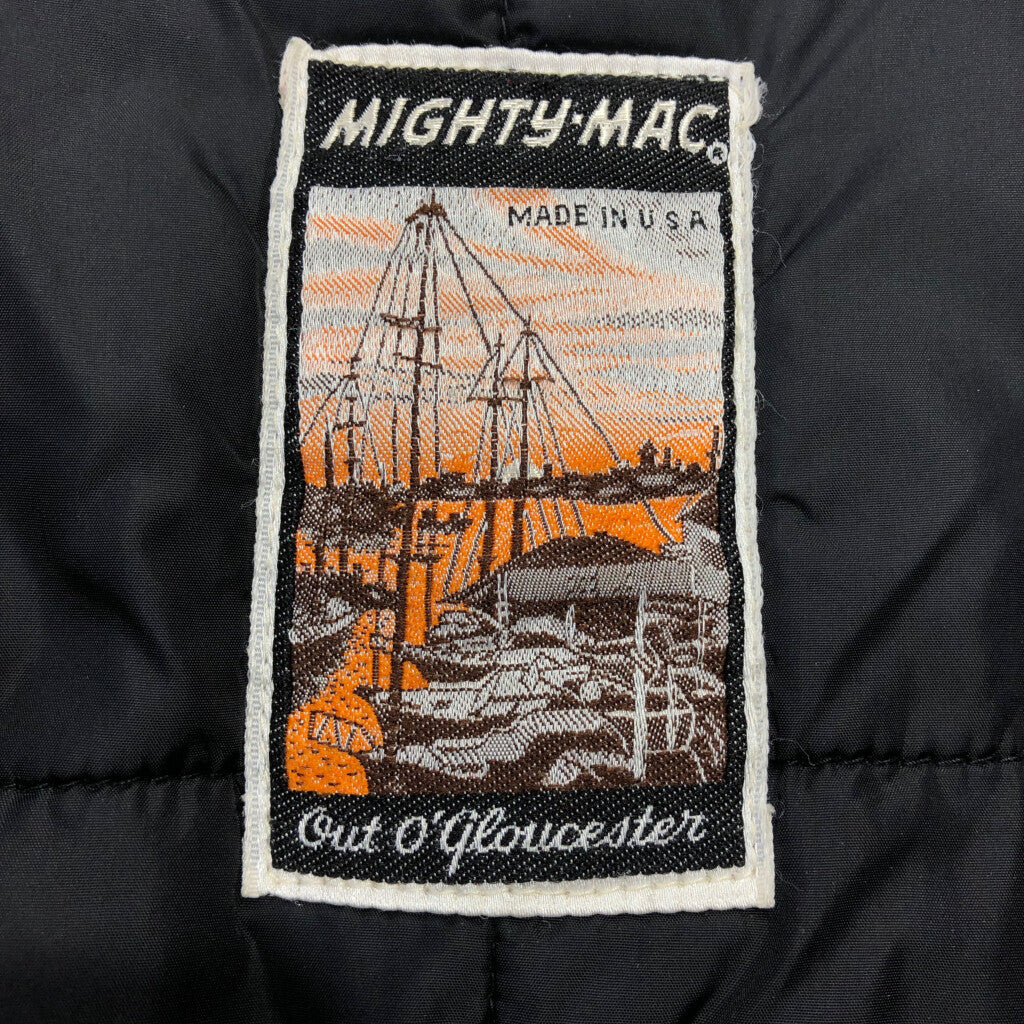 MIGHTY-MAC®
MADE IN U S A
Out O'Gloucester